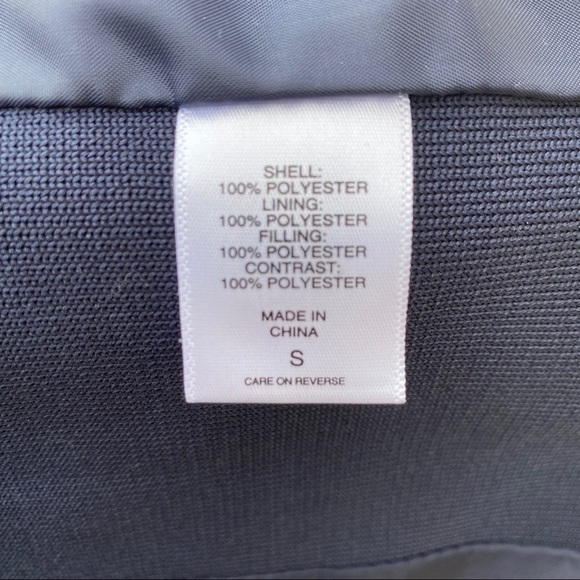 SHELL:
100% POLYESTER
LINING:
100% POLYESTER
FILLING:
100% POLYESTER
CONTRAST:
100% POLYESTER
MADE IN
CHINA
S
CARE ON REVERSE